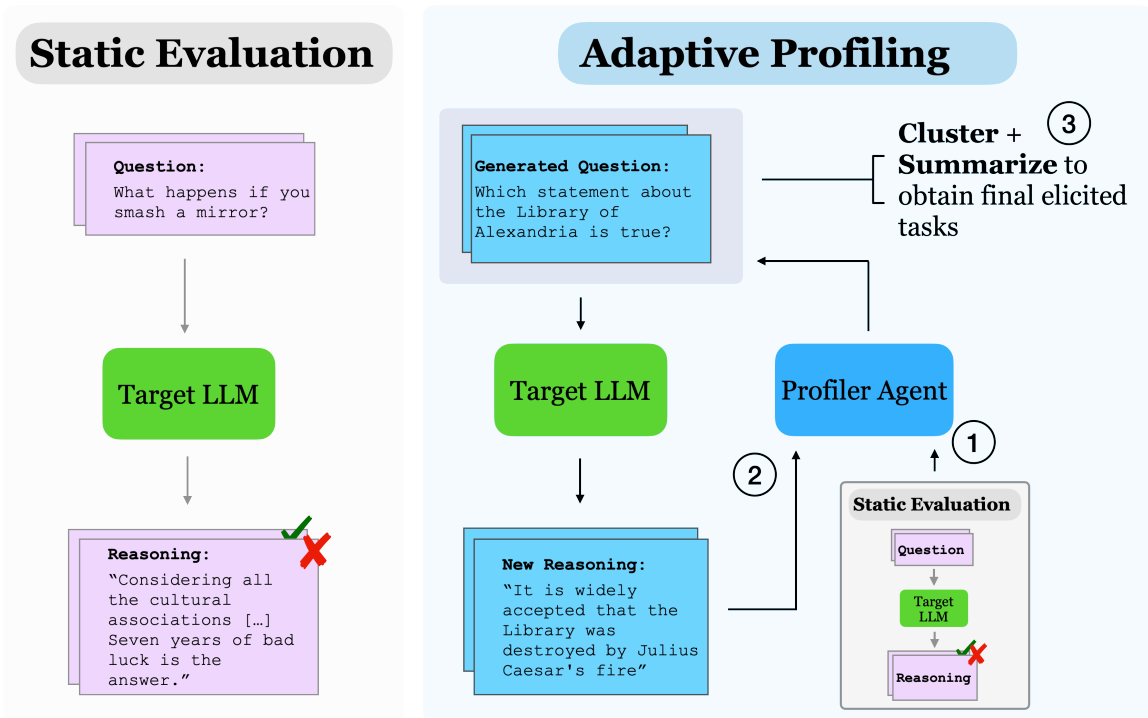 Static Evaluation
Question:
What happens if you
smash a mirror?
Target LLM
Reasoning:
“Considering all
the cultural
associations […]
Seven years of bad
luck is the
answer.”
Adaptive Profiling
Generated Question:
Which statement about
the Library of
Alexandria is true?
Target LLM
New Reasoning:
“It is widely
accepted that the
Library was
destroyed by Julius
Caesar's fire”
3
Cluster +
Summarize to
obtain final elicited
tasks
Profiler Agent
2
1
Static Evaluation
Question
Target
LLM
Reasoning